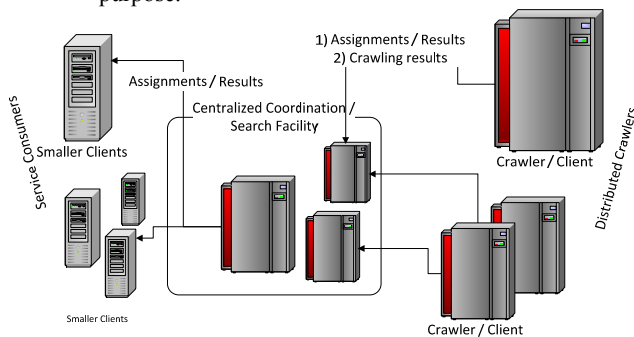 purpose.
1) Assignments / Results
2) Crawling results
Assignments / Results
Centralized Coordination /
Search Facility
Service Consumers
Smaller Clients
Crawler / Client
Distributed Crawlers
Smaller Clients
Crawler / Client